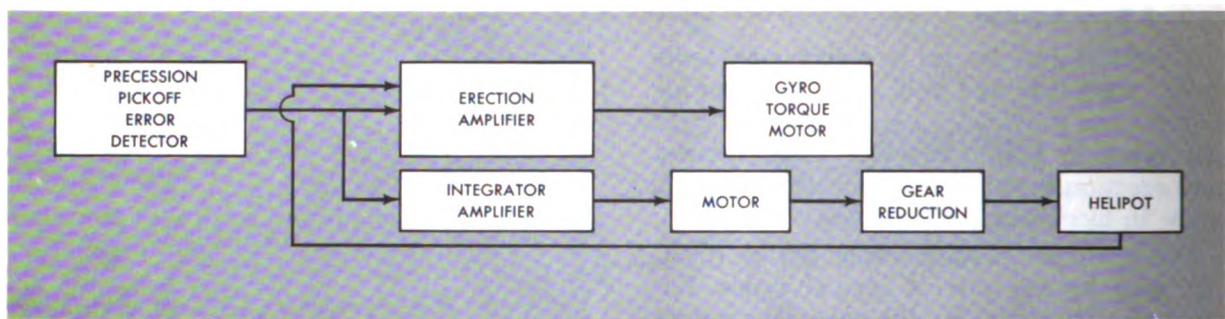 PRECESSION
PICKOFF
ERROR
DETECTOR
ERECTION
AMPLIFIER
GYRO
TORQUE
MOTOR
INTEGRATOR
AMPLIFIER
MOTOR
GEAR
REDUCTION
HELIPOT